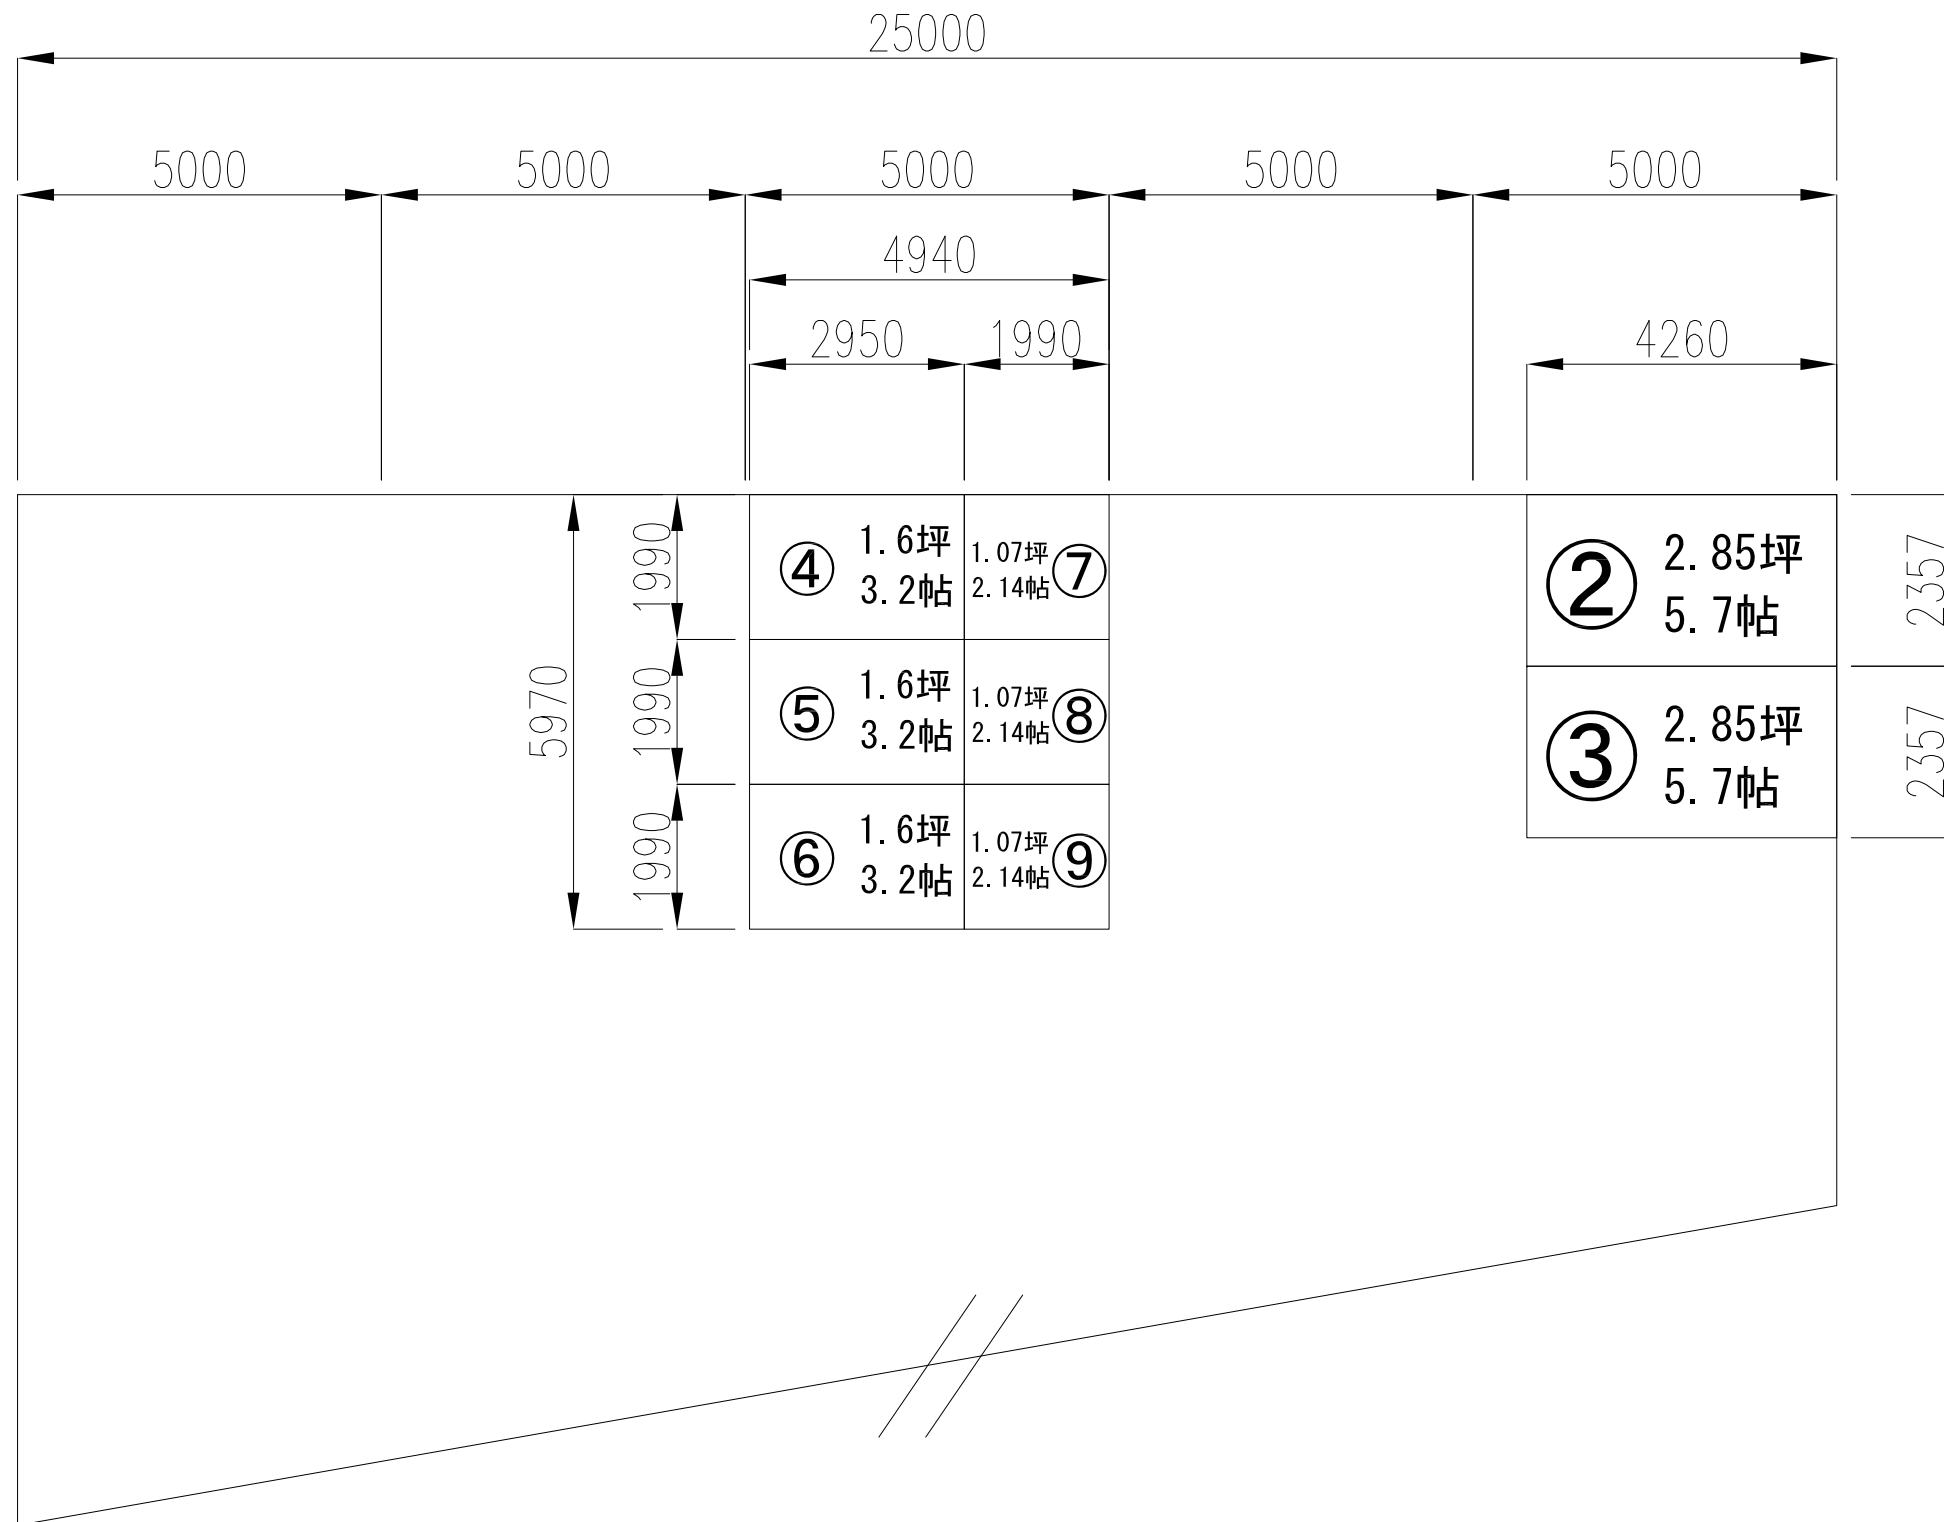 25000
5000 5000 5000 5000 5000
4940
2950 1990 4260
5970
1990
1990
1990
④ 1.6坪
3.2帖
1.07坪 ⑦
2.14帖
⑤ 1.6坪
3.2帖
1.07坪 ⑧
2.14帖
⑥ 1.6坪
3.2帖
1.07坪 ⑨
2.14帖
② 2.85坪
5.7帖
③ 2.85坪
5.7帖
2357
2357